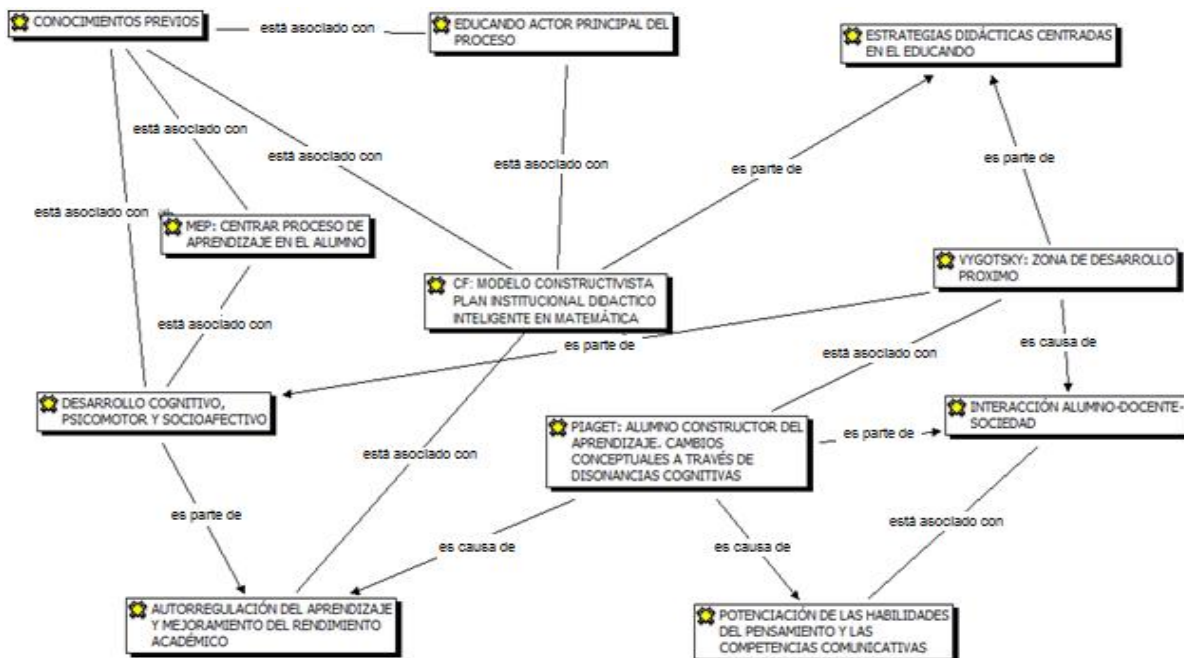 CONOCIMIENTOS PREVIOS
está asociado con
EDUCANDO ACTOR PRINCIPAL DEL
PROCESO
ESTRATEGIAS DIDÁCTICAS CENTRADAS
EN EL EDUCANDO
está asociado con
está asociado con
está asociado con
es parte de
es parte de
está asociado con
MEP: CENTRAR PROCESO DE
APRENDIZAJE EN EL ALUMNO
VYGOTSKY: ZONA DE DESARROLLO
PROXIMO
CF: MODELO CONSTRUCTIVISTA
PLAN INSTITUCIONAL DIDACTICO
INTELIGENTE EN MATEMÁTICA
está asociado con
es parte de
está asociado con
es causa de
DESARROLLO COGNITIVO,
PSICOMOTOR Y SOCIOAFECTIVO
INTERACCIÓN ALUMNO-DOCENTE-
SOCIEDAD
PIAGET: ALUMNO CONSTRUCTOR DEL
APRENDIZAJE. CAMBIOS
CONCEPTUALES A TRAVÉS DE
DISONANCIAS COGNITIVAS
es parte de
está asociado con
es parte de
está asociado con
es causa de
es causa de
AUTORREGULACIÓN DEL APRENDIZAJE
Y MEJORAMIENTO DEL RENDIMIENTO
ACADÉMICO
POTENCIACIÓN DE LAS HABILIDADES
DEL PENSAMIENTO Y LAS
COMPETENCIAS COMUNICATIVAS